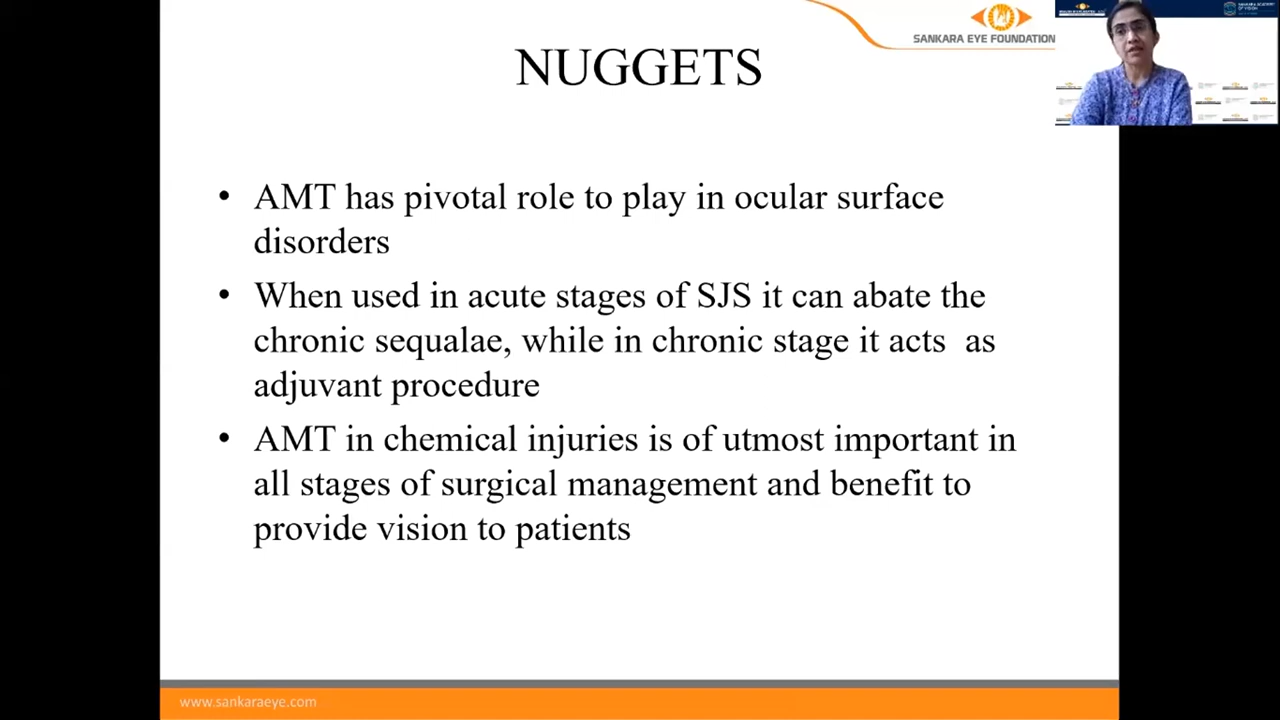 SANKARA EYE FOUNDATION
NUGGETS
• AMT has pivotal role to play in ocular surface
disorders
• When used in acute stages of SJS it can abate the
chronic sequalae, while in chronic stage it acts  as
adjuvant procedure
• AMT in chemical injuries is of utmost important in
all stages of surgical management and benefit to
provide vision to patients
www.sankaraeye.com